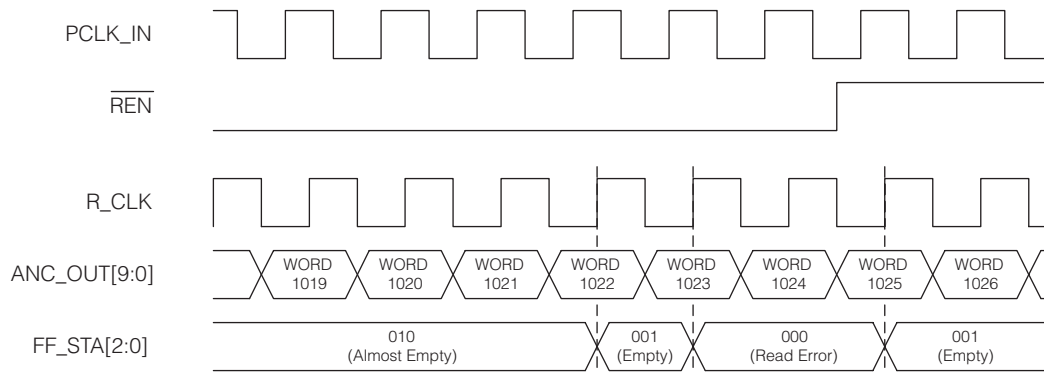 PCLK_IN
REN
R_CLK
ANC_OUT[9:0]
WORD 1019
WORD 1020
WORD 1021
WORD 1022
WORD 1023
WORD 1024
WORD 1025
WORD 1026
FF_STA[2:0]
010
(Almost Empty)
001
(Empty)
000
(Read Error)
001
(Empty)